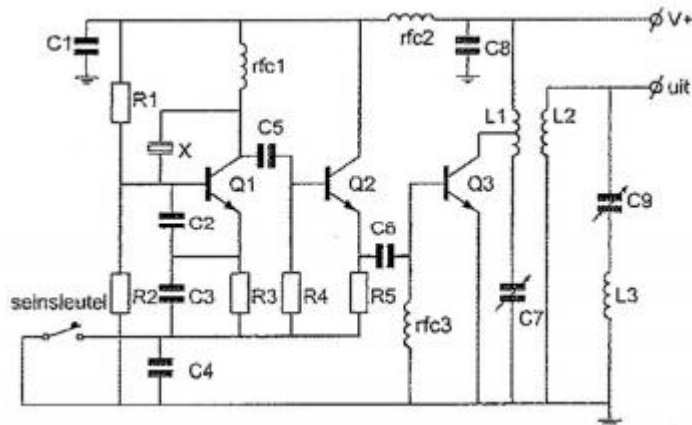 V+
C1
rfc2
C8
rfc1
uit
R1
C5
L1
L2
X
Q1
Q2
Q3
C9
C2
C6
seinsleutel
R2
C3
R3
R4
R5
C7
L3
rfc3
C4